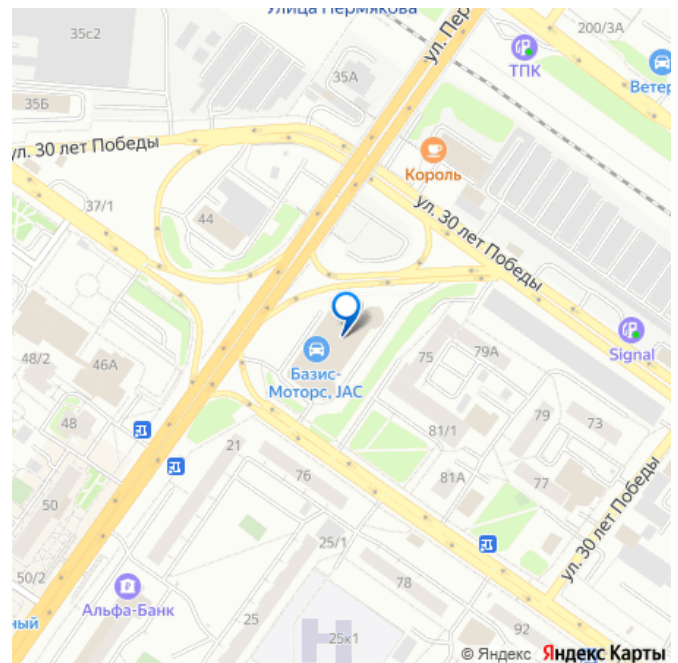 Улица Пермякова
200/3А
35с2
ул. Пер
ТПК
35А
Ветер
35Б
ул. 30 лет Победы
Король
37/1
44
ул. 30 лет Победы
48/2
46А
Базис-
Моторс, JAC
75
79А
Signal
48
21
76
81/1
79
73
50
81А
77
ул. 30 лет Победы
25/1
50/2
Альфа-Банк
78
ный
25
25к1
92
© Яндекс Яндекс Карты